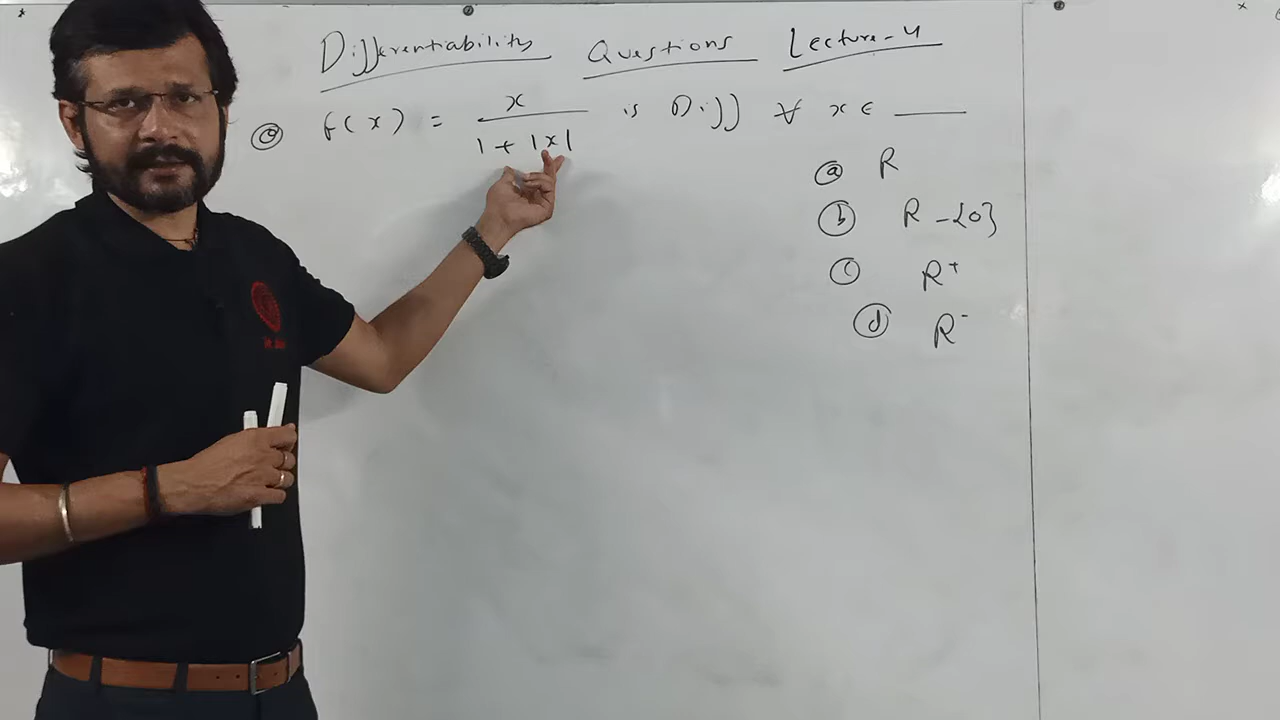 Differentiability Questions Lecture-4
Q f(x) = x / (1 + |x|) is Diff ∀ x ∈ ____
(a) R
(b) R - {0}
(c) R⁺
(d) R⁻